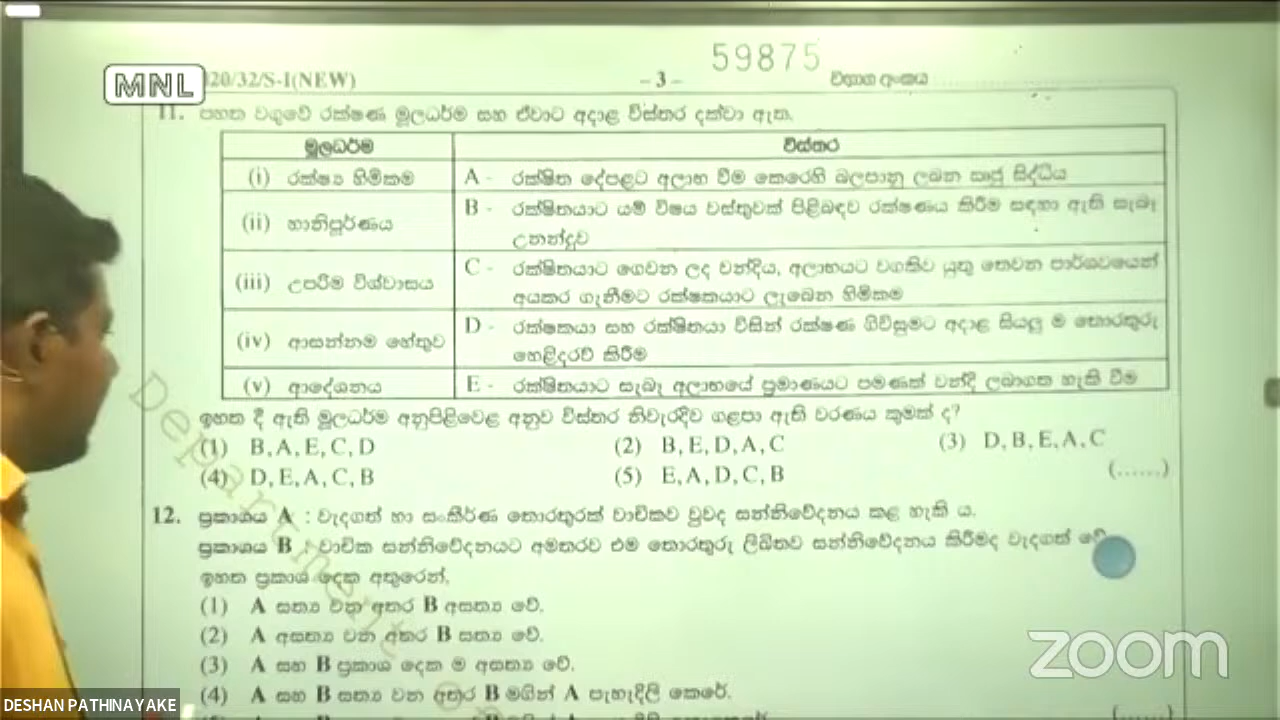 59875
MNL 20/32/S-I(NEW) – 3 – විභාග අංකය
11. පහත වගුවේ රක්ෂණ මූලධර්ම සහ ඒවාට අදාළ විස්තර දක්වා ඇත.
මූලධර්ම විස්තර
(i) රක්ෂ්‍ය හිමිකම A - රක්ෂිත දේපළට අලාභ වීම කෙරෙහි බලපානු ලබන ඍජු සිද්ධිය
(ii) හානිපූර්ණය B - රක්ෂිතයාට යම් විෂය වස්තුවක් පිළිබඳව රක්ෂණය කිරීම සඳහා ඇති සැබෑ
උනන්දුව
(iii) උපරිම විශ්වාසය C - රක්ෂිතයාට ගෙවන ලද වන්දිය, අලාභයට වගකිව යුතු තෙවන පාර්ශවයෙන්
අයකර ගැනීමට රක්ෂකයාට ලැබෙන හිමිකම
(iv) ආසන්නම හේතුව D - රක්ෂකයා සහ රක්ෂිතයා විසින් රක්ෂණ ගිවිසුමට අදාළ සියලු ම තොරතුරු
හෙළිදරව් කිරීම
(v) ආදේශනය E - රක්ෂිතයාට සැබෑ අලාභයේ ප්‍රමාණයට පමණක් වන්දි ලබාගත හැකි වීම
ඉහත දී ඇති මූලධර්ම අනුපිළිවෙළ අනුව විස්තර නිවැරදිව ගළපා ඇති වරණය කුමක් ද?
(1) B, A, E, C, D (2) B, E, D, A, C (3) D, B, E, A, C
(4) D, E, A, C, B (5) E, A, D, C, B (......)
12. ප්‍රකාශය A : වැදගත් හා සංකීර්ණ තොරතුරක් වාචිකව වුවද සන්නිවේදනය කළ හැකි ය.
ප්‍රකාශය B : වාචික සන්නිවේදනයට අමතරව එම තොරතුරු ලිඛිතව සන්නිවේදනය කිරීමද වැදගත් වේ.
ඉහත ප්‍රකාශ දෙක අතුරෙන්,
(1) A සත්‍ය වන අතර B අසත්‍ය වේ.
(2) A අසත්‍ය වන අතර B සත්‍ය වේ.
(3) A සහ B ප්‍රකාශ දෙක ම අසත්‍ය වේ.
(4) A සහ B සත්‍ය වන අතර B මගින් A පැහැදිලි කෙරේ.
Department
zoom
DESHAN PATHINAYAKE